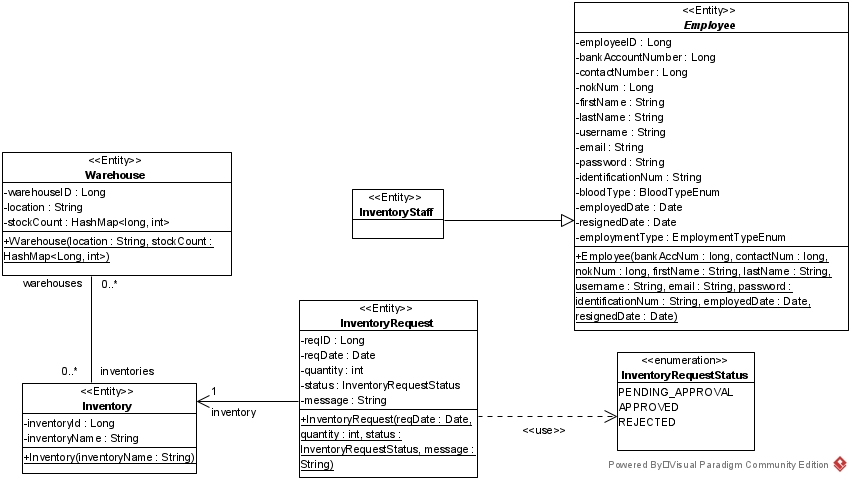 <<Entity>>
Employee
-employeeID : Long
-bankAccountNumber : Long
-contactNumber : Long
-nokNum : Long
-firstName : String
-lastName : String
-username : String
-email : String
-password : String
-identificationNum : String
-bloodType : BloodTypeEnum
-employedDate : Date
-resignedDate : Date
-employmentType : EmploymentTypeEnum
+Employee(bankAccNum : long, contactNum : long,
nokNum : long, firstName : String, lastName : String,
username : String, email : String, password :
identificationNum : String, employedDate : Date,
resignedDate : Date)
<<Entity>>
Warehouse
-warehouseID : Long
-location : String
-stockCount : HashMap<long, int>
+Warehouse(location : String, stockCount :
HashMap<Long, int>)
<<Entity>>
InventoryStaff
warehouses
0..*
0..*
inventories
<<Entity>>
InventoryRequest
-reqID : Long
-reqDate : Date
-quantity : int
-status : InventoryRequestStatus
-message : String
+InventoryRequest(reqDate : Date,
quantity : int, status :
InventoryRequestStatus, message :
String)
<<Entity>>
Inventory
-inventoryId : Long
-inventoryName : String
+Inventory(inventoryName : String)
1
inventory
<<use>>
<<enumeration>>
InventoryRequestStatus
PENDING_APPROVAL
APPROVED
REJECTED
Powered By□Visual Paradigm Community Edition